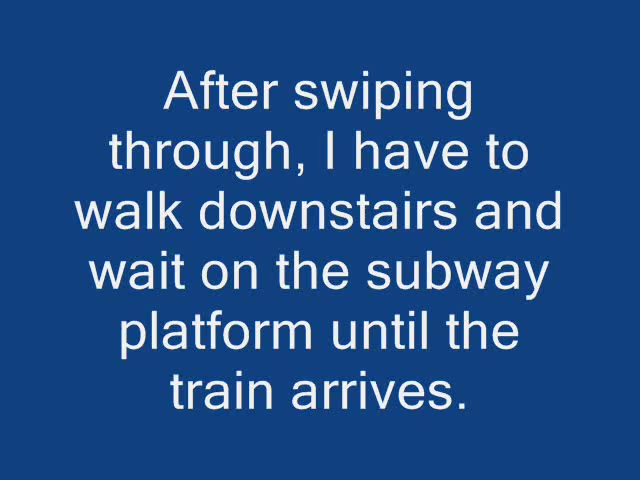 After swiping
through, I have to
walk downstairs and
wait on the subway
platform until the
train arrives.